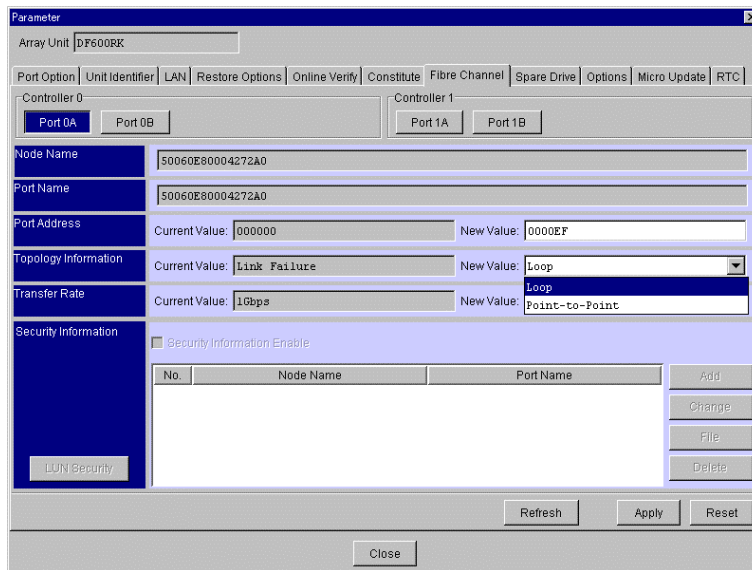 Parameter
Array Unit DF600RK
Port Option Unit Identifier LAN Restore Options Online Verify Constitute Fibre Channel Spare Drive Options Micro Update RTC
Controller 0 Controller 1
Port 0A Port 0B Port 1A Port 1B
Node Name 50060E80004272A0
Port Name 50060E80004272A0
Port Address Current Value: 000000 New Value: 0000EF
Topology Information Current Value: Link Failure New Value: Loop
Loop
Transfer Rate Current Value: 1Gbps New Value: Point-to-Point
Security Information
Security Information Enable
No. Node Name Port Name Add
Change
File
LUN Security Delete
Refresh Apply Reset
Close